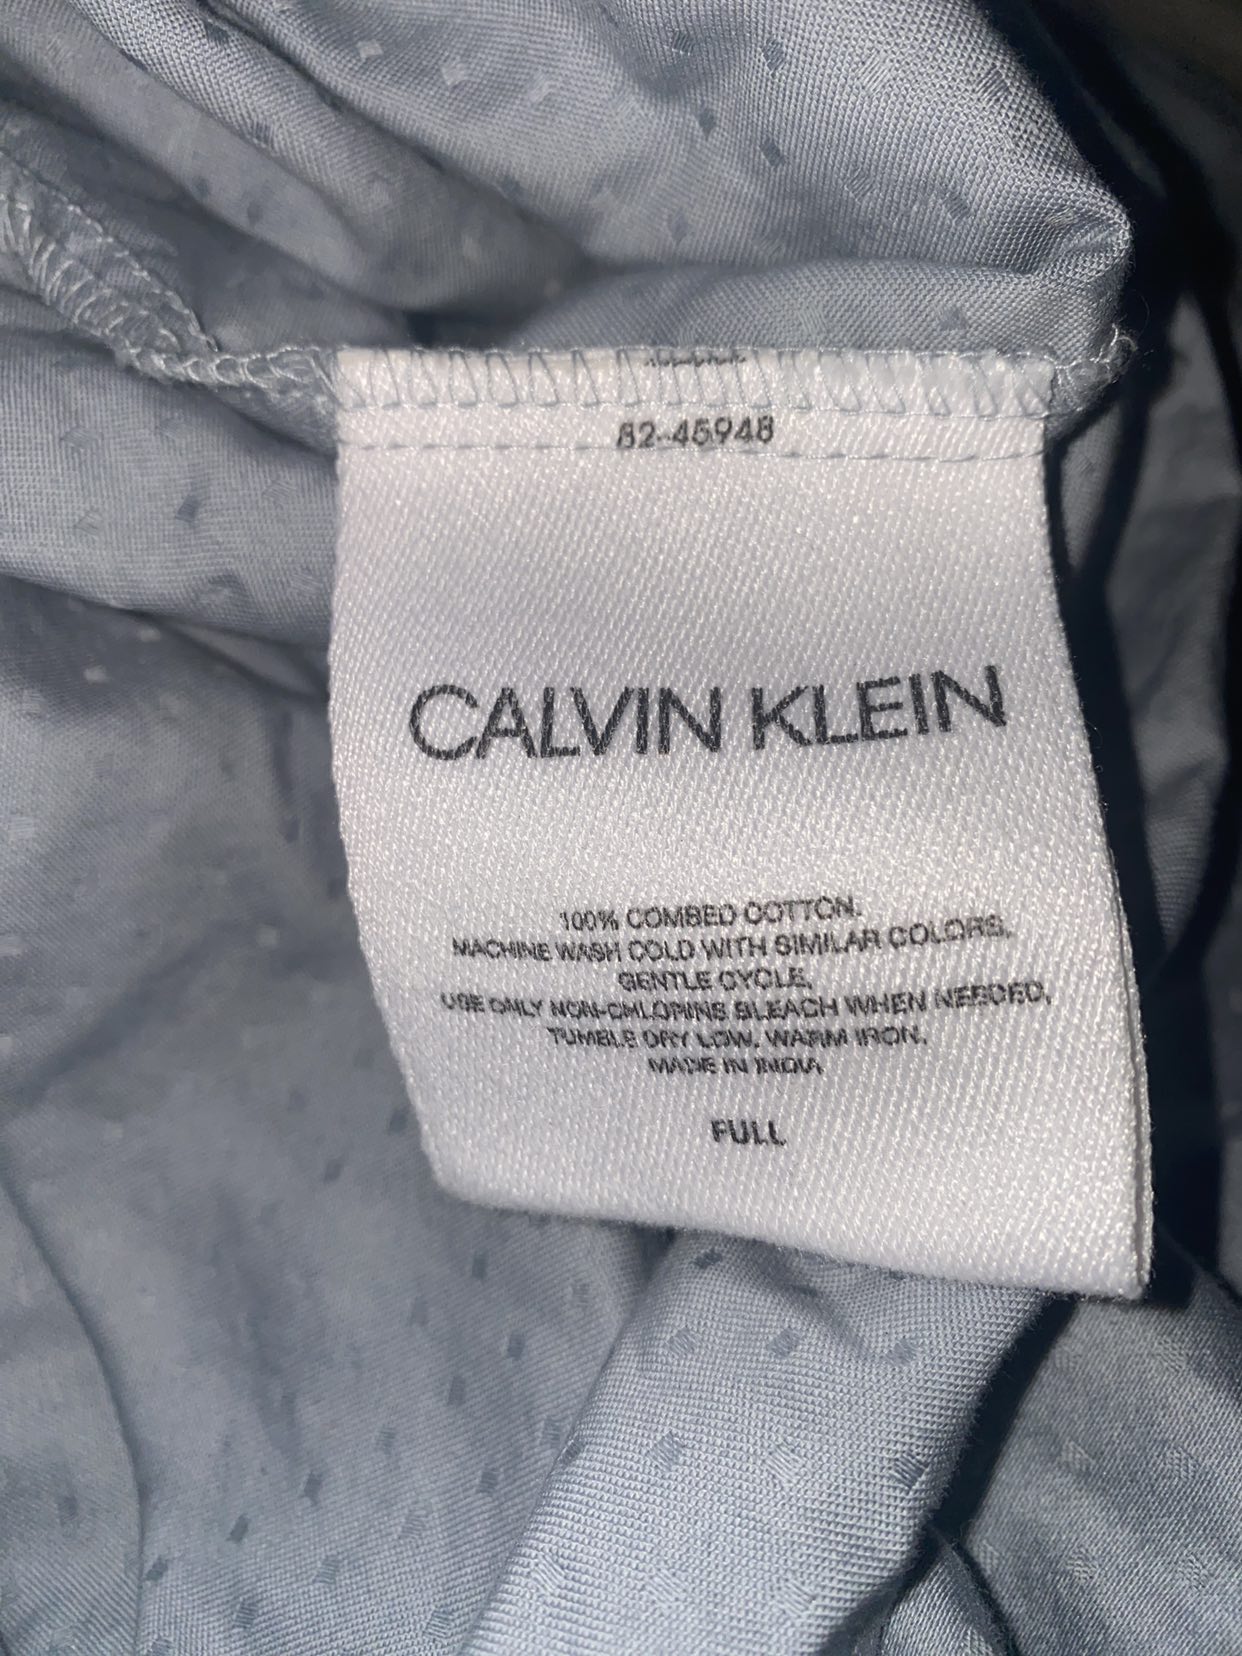 82-45948
CALVIN KLEIN
100% COMBED COTTON.
MACHINE WASH COLD WITH SIMILAR COLORS,
GENTLE CYCLE,
USE ONLY NON-CHLORINE BLEACH WHEN NEEDED,
TUMBLE DRY LOW, WARM IRON.
MADE IN INDIA
FULL